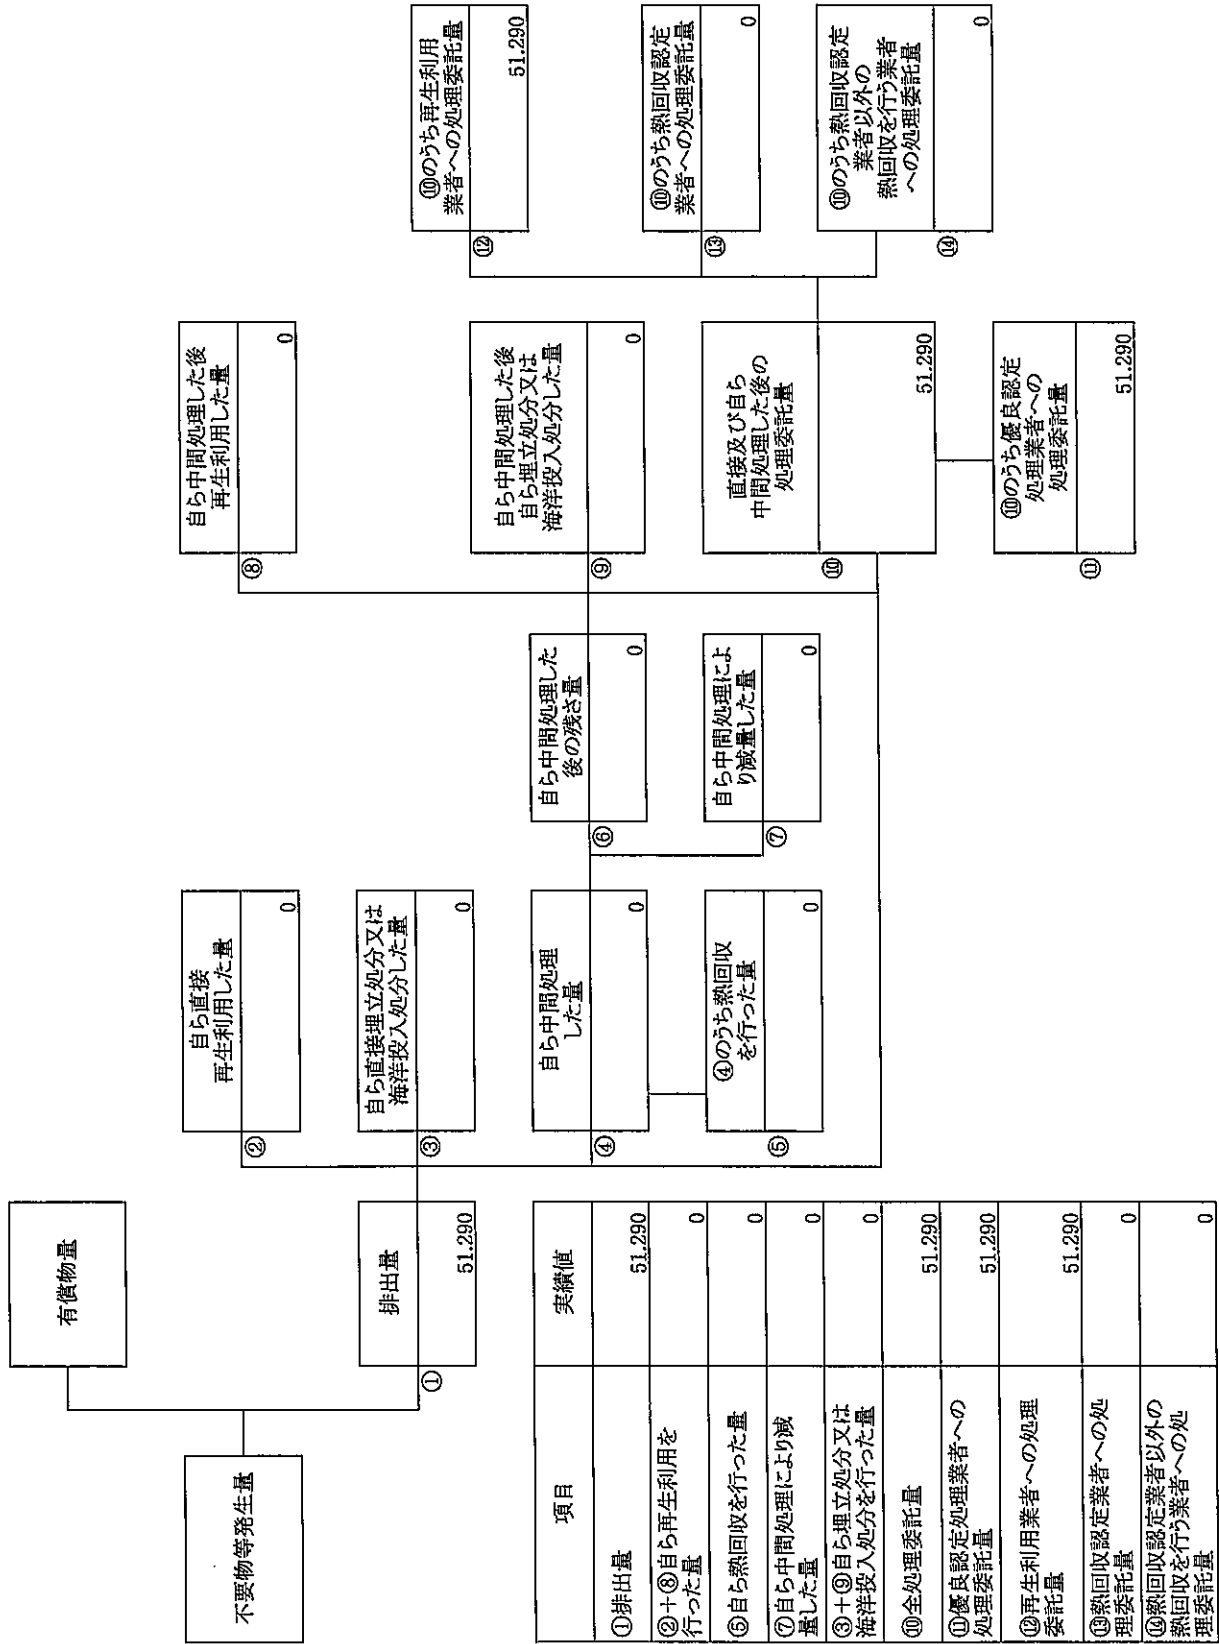 不要物等発生量
有償物量
①
排出量
51.290
②
自ら直接
再生利用した量
0
③
自ら直接埋立処分又は
海洋投入処分した量
0
④
自ら中間処理
した量
0
⑤
④のうち熱回収
を行った量
0
⑥
自ら中間処理した
後の残さ量
0
⑦
自ら中間処理によ
り減量した量
0
⑧
自ら中間処理した後
再生利用した量
0
⑨
自ら中間処理した後
自ら埋立処分又は
海洋投入処分した量
0
⑩
直接及び自ら
中間処理した後の
処理委託量
51.290
⑪
⑩のうち優良認定
処理業者への
処理委託量
51.290
⑫
⑩のうち再生利用
業者への処理委託量
51.290
⑬
⑩のうち熱回収認定
業者への処理委託量
0
⑭
⑩のうち熱回収認定
業者以外の
熱回収を行う業者
への処理委託量
0
項目
実績値
①排出量
51.290
②+⑧自ら再生利用を
行った量
0
⑤自ら熱回収を行った量
0
⑦自ら中間処理により減
量した量
0
③+⑨自ら埋立処分又は
海洋投入処分を行った量
0
⑩全処理委託量
51.290
⑪優良認定処理業者への
処理委託量
51.290
⑫再生利用業者への処理
委託量
51.290
⑬熱回収認定業者への処
理委託量
0
⑭熱回収認定業者以外の
熱回収を行う業者への処
理委託量
0